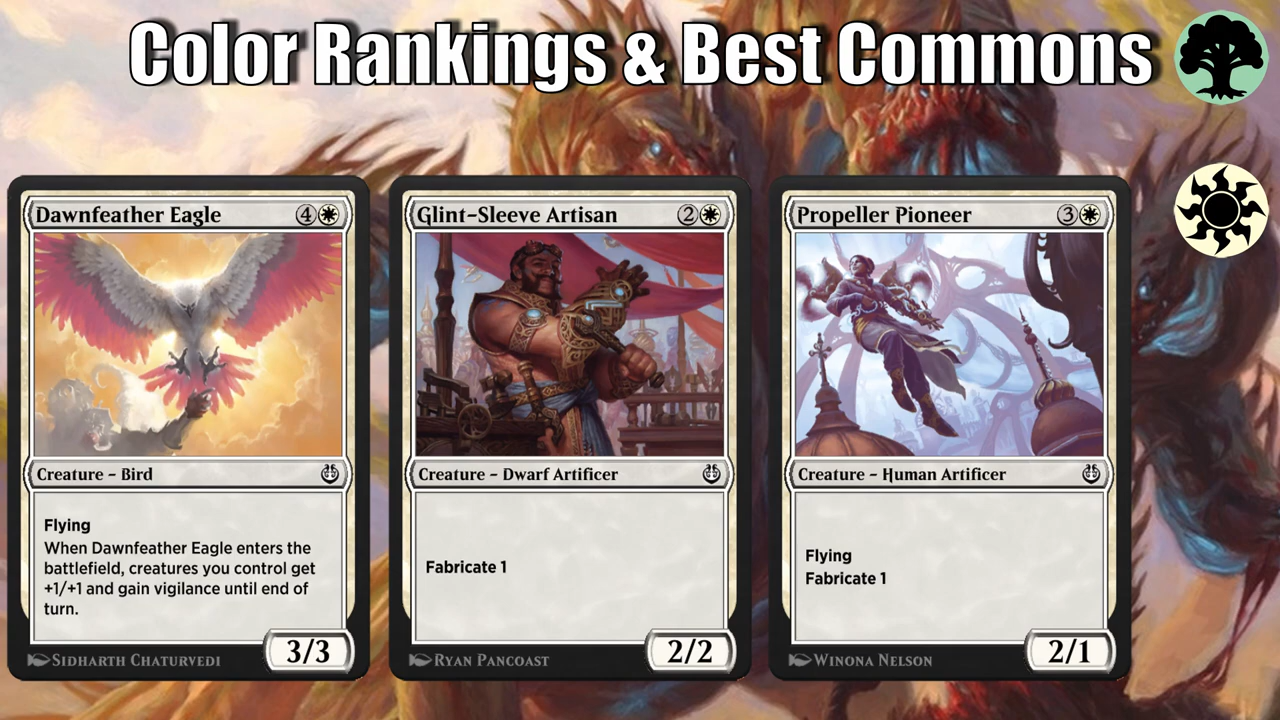 Color Rankings & Best Commons
Dawnfeather Eagle 4
Creature – Bird
Flying
When Dawnfeather Eagle enters the
battlefield, creatures you control get
+1/+1 and gain vigilance until end of
turn.
3/3
Sidharth Chaturvedi
Glint-Sleeve Artisan 2
Creature – Dwarf Artificer
Fabricate 1
2/2
Ryan Pancoast
Propeller Pioneer 3
Creature – Human Artificer
Flying
Fabricate 1
2/1
Winona Nelson